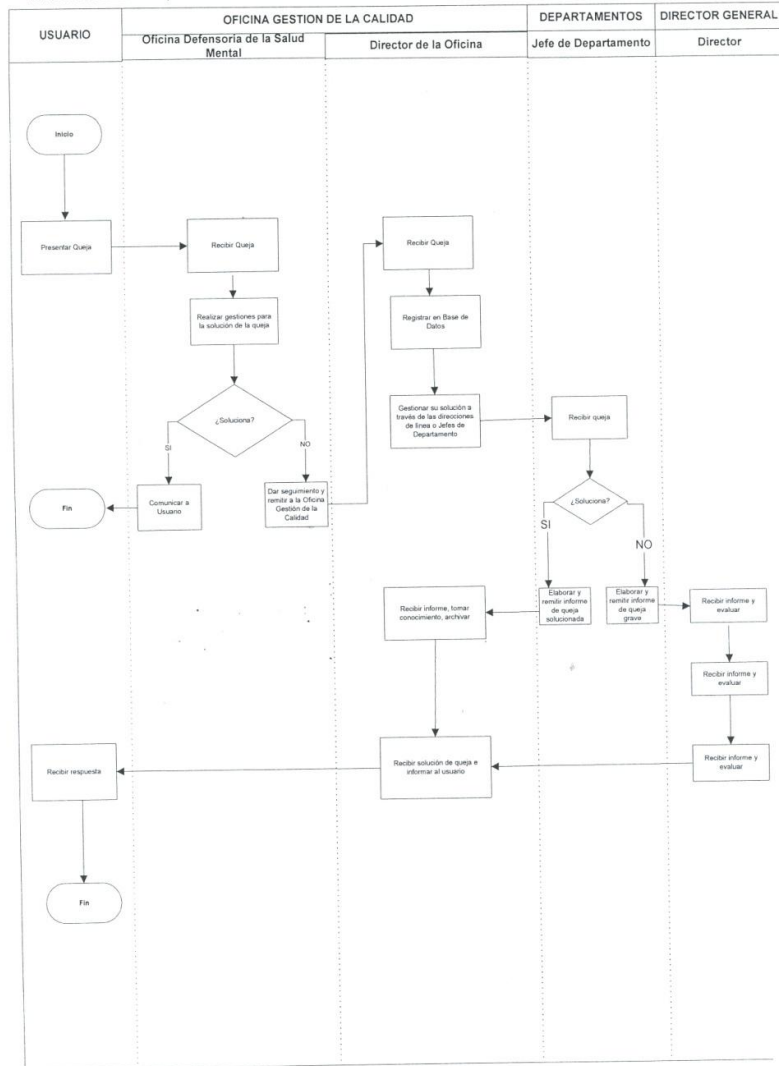 USUARIO
OFICINA GESTION DE LA CALIDAD
DEPARTAMENTOS
DIRECTOR GENERAL
Oficina Defensoria de la Salud
Mental
Director de la Oficina
Jefe de Departamento
Director
Inicio
Presentar Queja
Recibir Queja
Recibir Queja
Realizar gestiones para
la solución de la queja
Registrar en Base de
Datos
¿Soluciona?
SI
NO
Gestionar su solución a
través de las direcciones
de linea o Jefes de
Departamento
Recibir queja
Fin
Comunicar a
Usuario
Dar seguimiento y
remitir a la Oficina
Gestión de la
Calidad
¿Soluciona?
SI
NO
Recibir informe, tomar
conocimiento, archivar
Elaborar y
remitir informe
de queja
solucionada
Elaborar y
remitir informe
de queja
grave
Recibir informe y
evaluar
Recibir informe y
evaluar
Recibir respuesta
Recibir solución de queja e
informar al usuario
Recibir informe y
evaluar
Fin